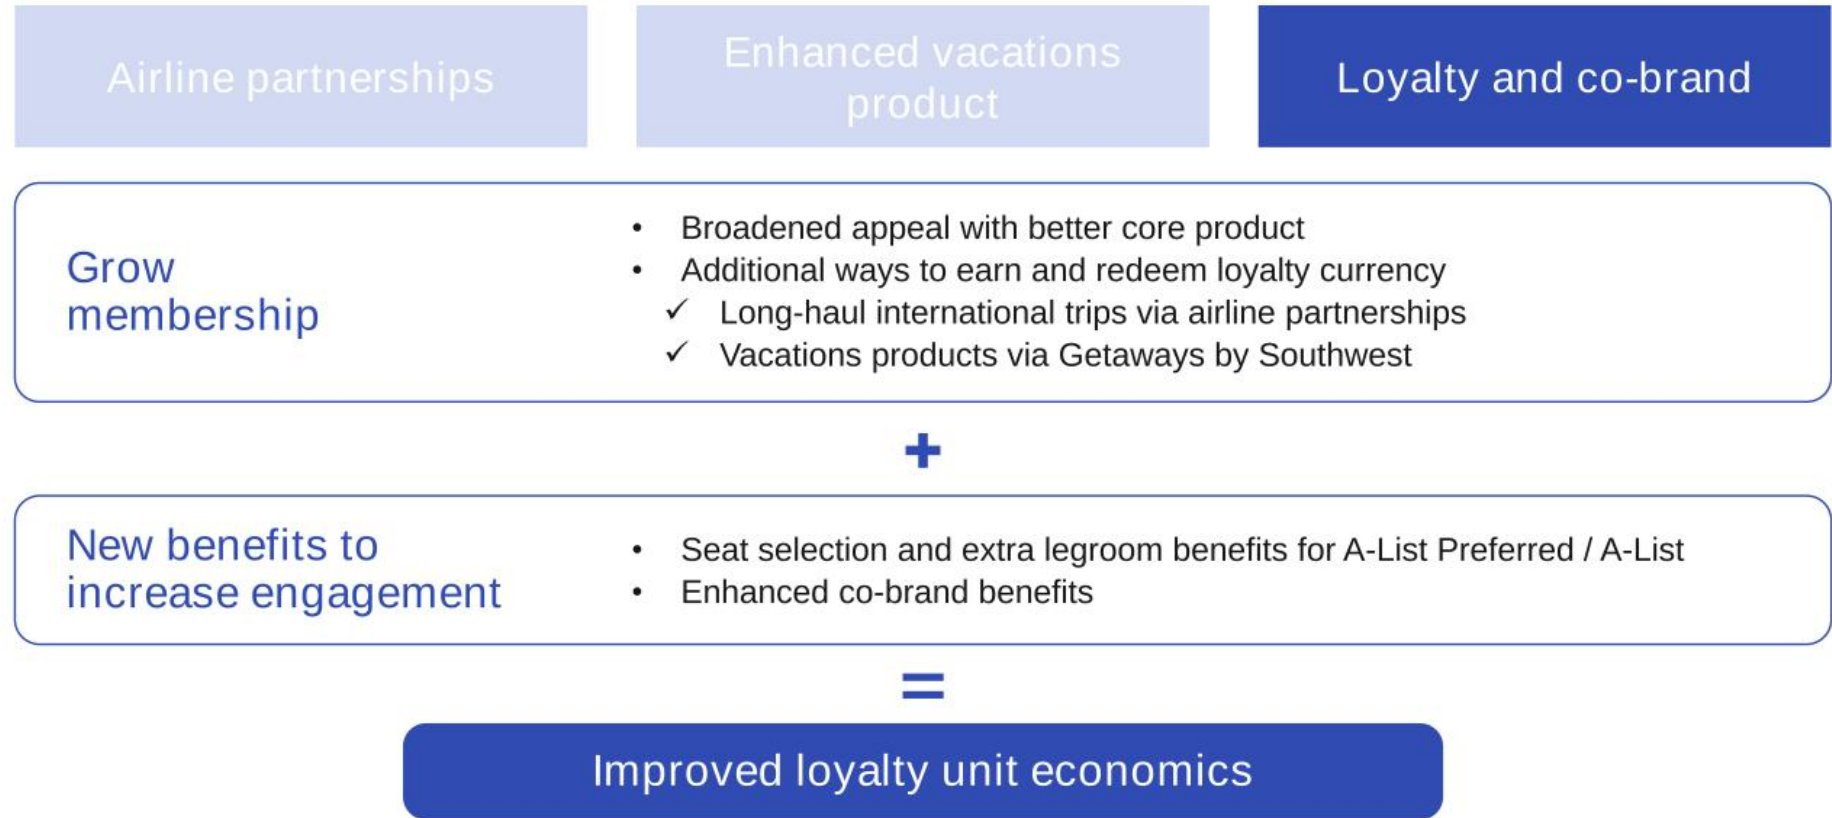 Airline partnerships
Enhanced vacations
product
Loyalty and co-brand
Grow
membership
• Broadened appeal with better core product
• Additional ways to earn and redeem loyalty currency
✓ Long-haul international trips via airline partnerships
✓ Vacations products via Getaways by Southwest
+
New benefits to
increase engagement
• Seat selection and extra legroom benefits for A-List Preferred / A-List
• Enhanced co-brand benefits
=
Improved loyalty unit economics